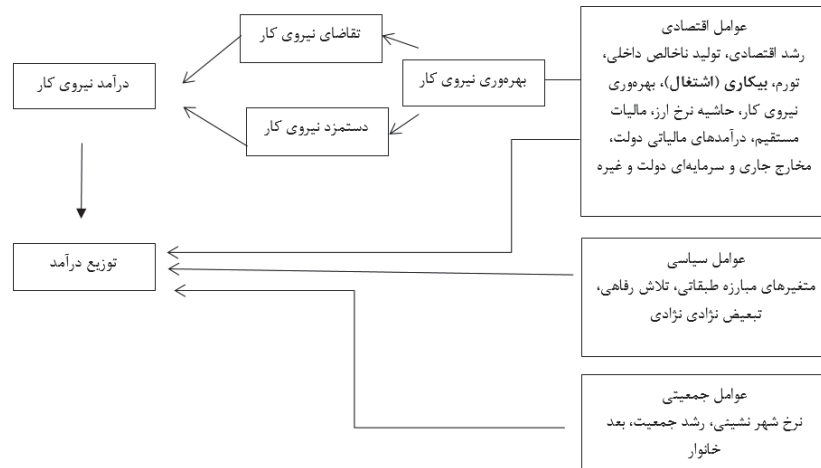 عوامل اقتصادی
رشد اقتصادی، تولید ناخالص داخلی،
تورم، بیکاری (اشتغال)، بهره‌وری
نیروی کار، حاشیه نرخ ارز، مالیات
مستقیم، درآمدهای مالیاتی دولت،
مخارج جاری و سرمایه‌ای دولت و غیره
تقاضای نیروی کار
بهره‌وری نیروی کار
دستمزد نیروی کار
درآمد نیروی کار
توزیع درآمد
عوامل سیاسی
متغیرهای مبارزه طبقاتی، تلاش رفاهی،
تبعیض نژادی نژادی
عوامل جمعیتی
نرخ شهر نشینی، رشد جمعیت، بعد
خانوار